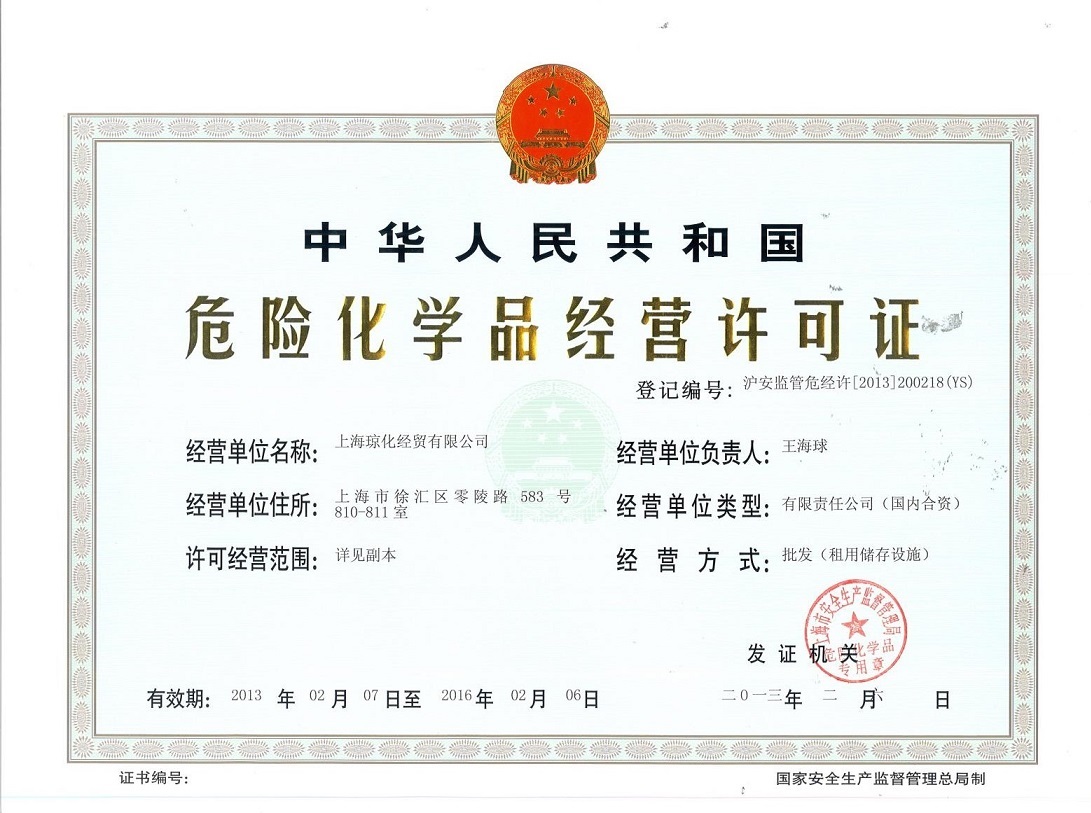 中华人民共和国
危险化学品经营许可证
登记编号: 沪安监管危经许[2013]200218(YS)
经营单位名称: 上海琼化经贸有限公司
经营单位负责人: 王海球
经营单位住所: 上海市徐汇区零陵路 583 号
810-811室
经营单位类型: 有限责任公司（国内合资）
许可经营范围: 详见副本
经营方式: 批发（租用储存设施）
上海市安全生产监督管理局
危险化学品
专用章
发证机关
有效期: 2013 年 02 月 07 日至 2016 年 02 月 06 日
二0一三年 二 月 六 日
证书编号:
国家安全生产监督管理总局制